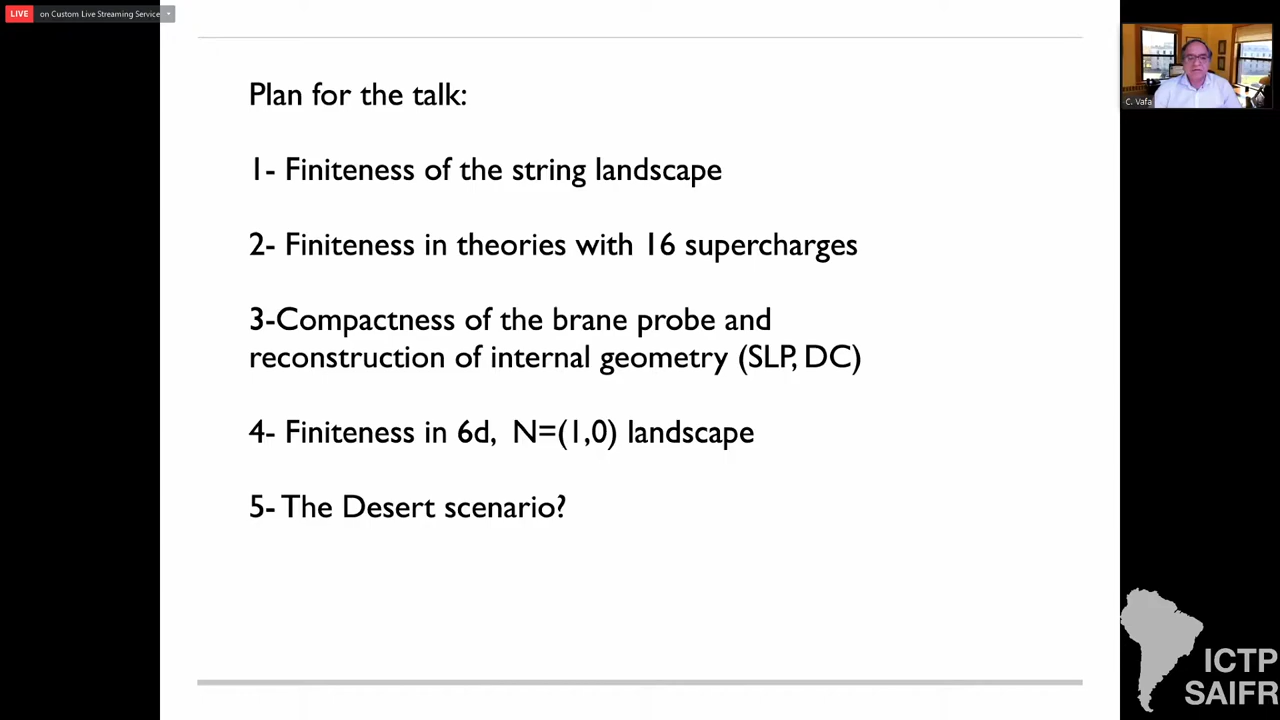 LIVE on Custom Live Streaming Service
Plan for the talk:
C. Vafa
1- Finiteness of the string landscape
2- Finiteness in theories with 16 supercharges
3-Compactness of the brane probe and
reconstruction of internal geometry (SLP, DC)
4- Finiteness in 6d, N=(1,0) landscape
5- The Desert scenario?
ICTP
SAIFR